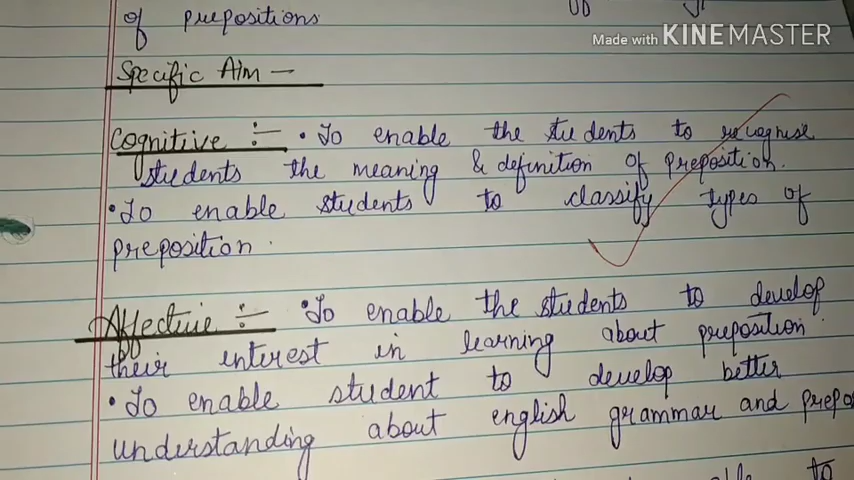 of prepositions
Made with KINEMASTER
Specific Aim —
Cognitive :- • To enable the students to recognise
students the meaning & definition of preposition.
• To enable students to classify types of
preposition.
Affective :- • To enable the students to develop
their interest in learning about preposition.
• To enable student to develop better
understanding about english grammar and prepo
to